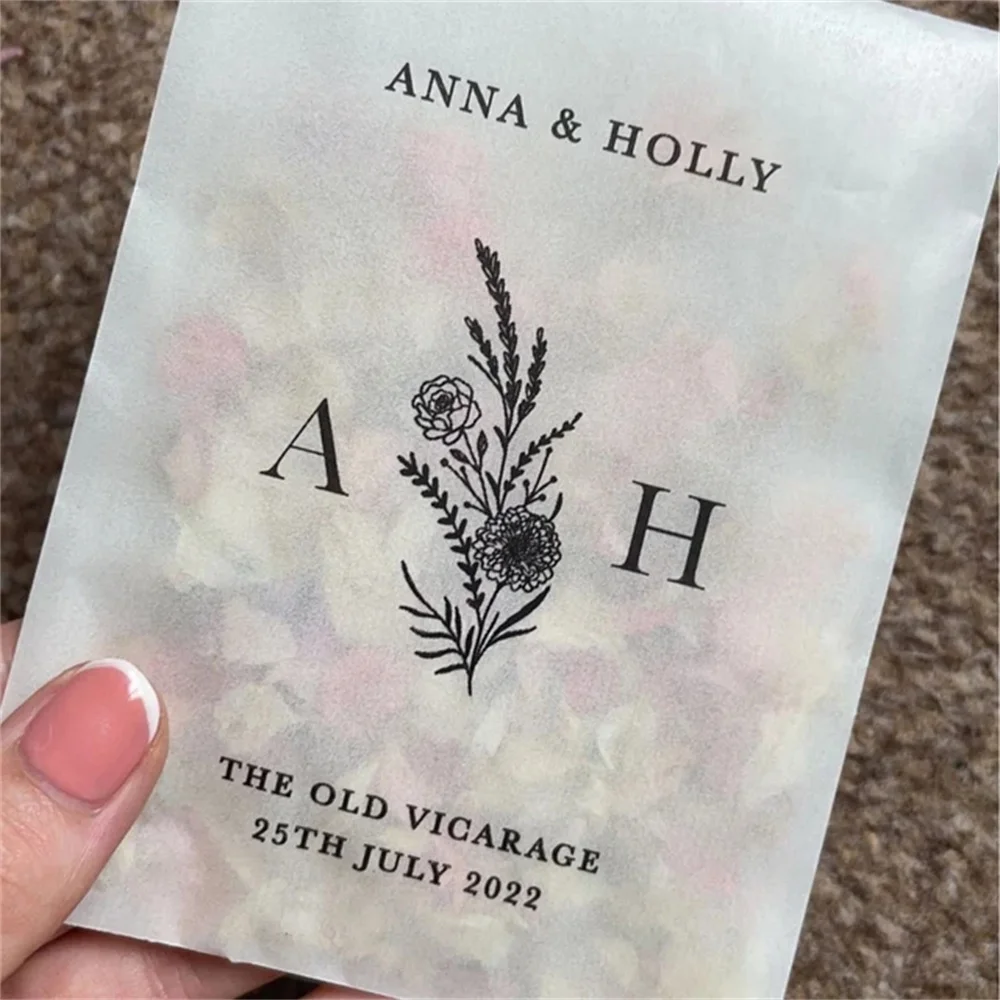 ANNA & HOLLY
A H
THE OLD VICARAGE
25TH JULY 2022